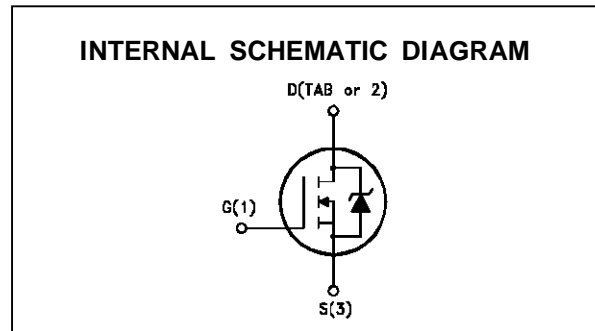 INTERNAL SCHEMATIC DIAGRAM
D(TAB or 2)
G(1)
S(3)